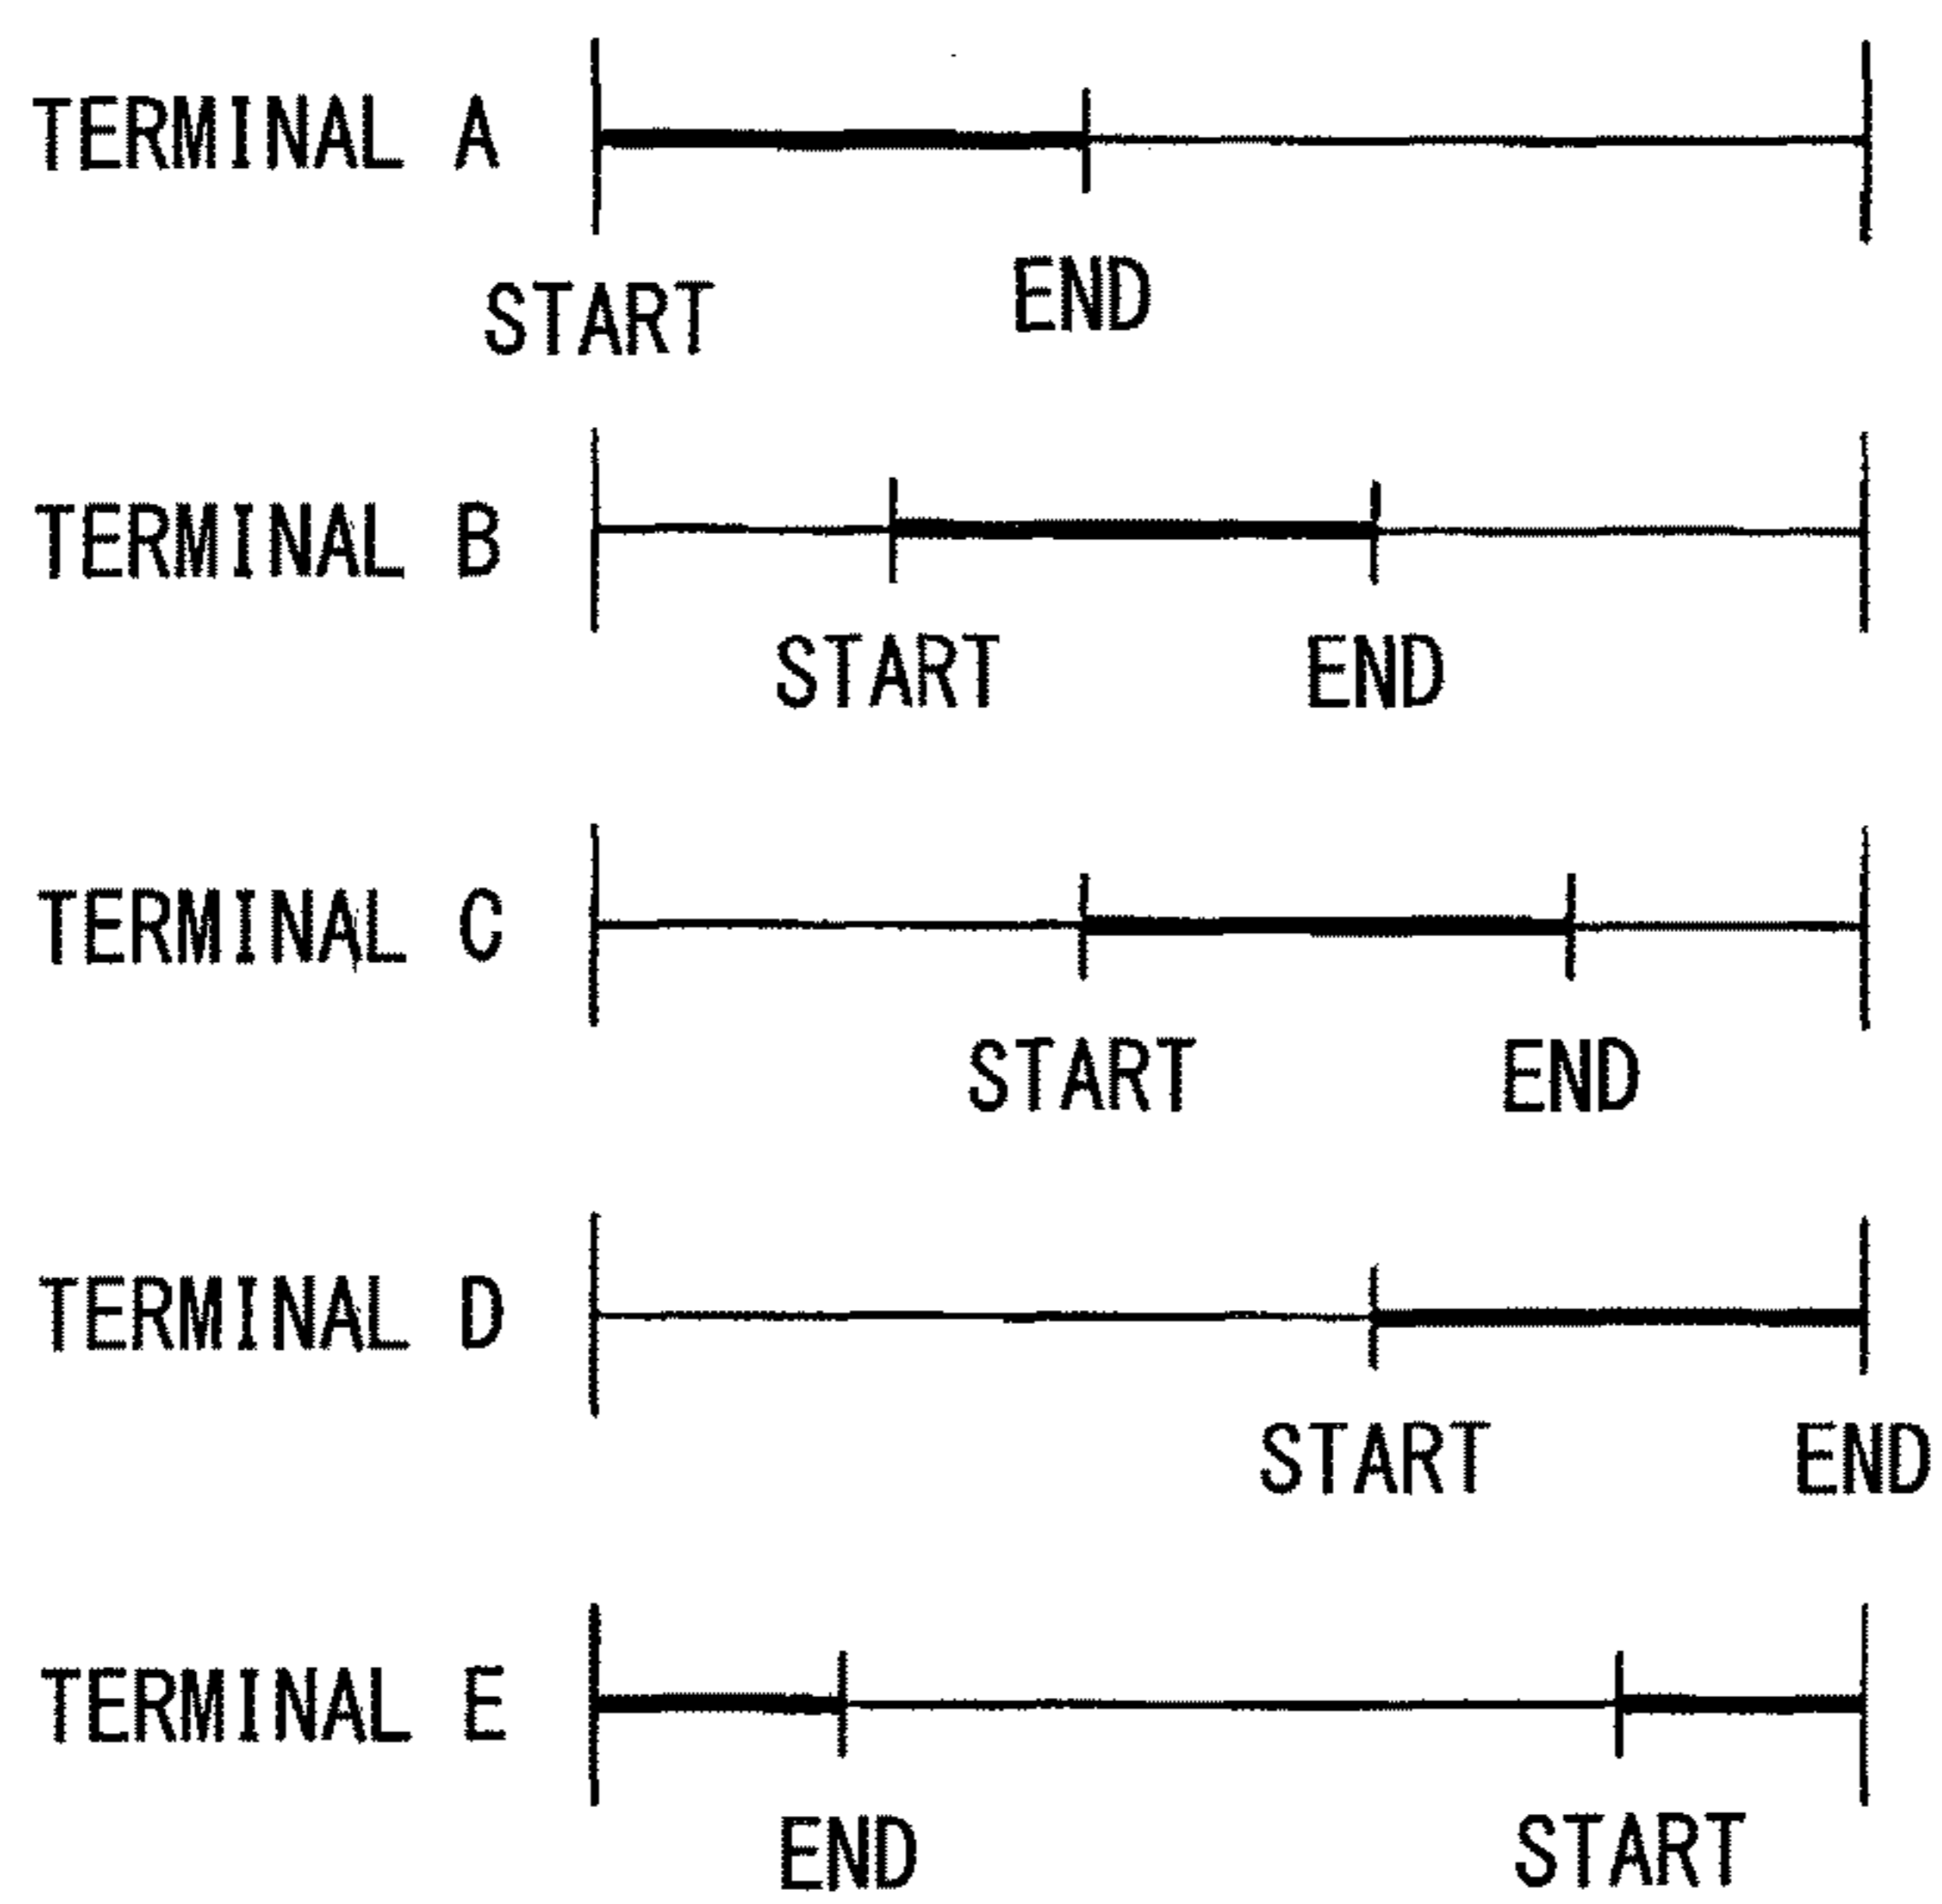 TERMINAL A
START
END
TERMINAL B
START
END
TERMINAL C
START
END
TERMINAL D
START
END
TERMINAL E
END
START